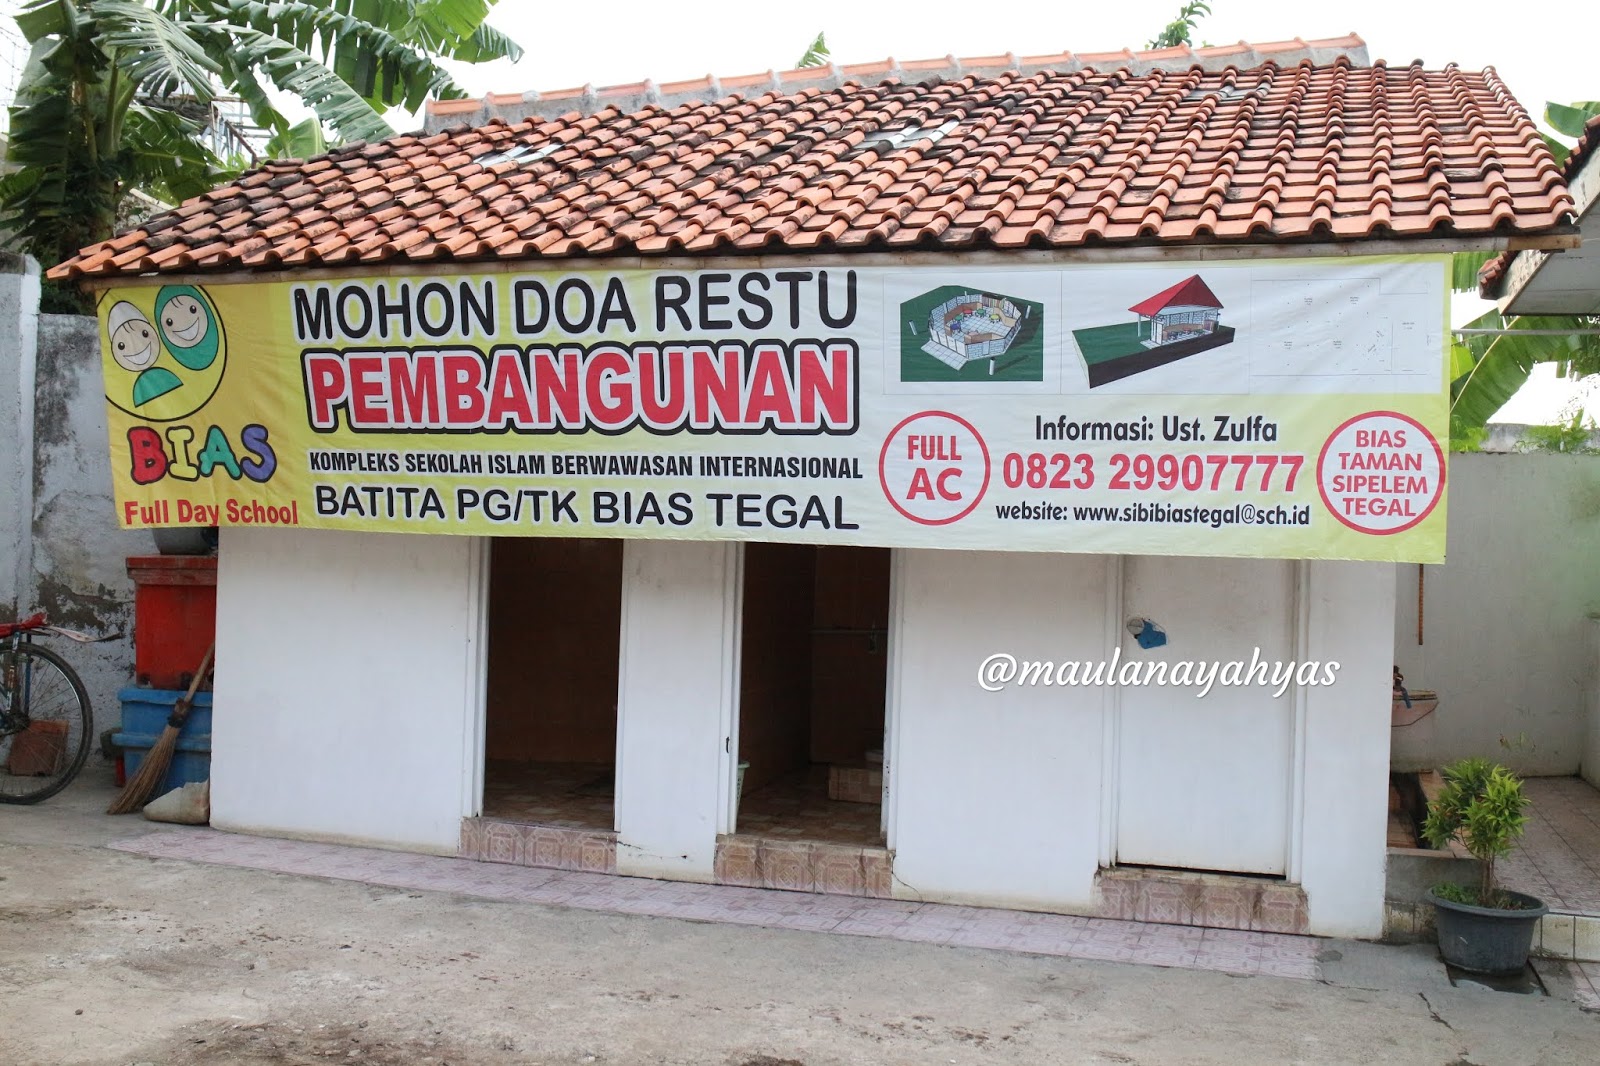 BIAS
Full Day School
MOHON DOA RESTU
PEMBANGUNAN
KOMPLEKS SEKOLAH ISLAM BERWAWASAN INTERNASIONAL
BATITA PG/TK BIAS TEGAL
FULL
AC
Informasi: Ust. Zulfa
0823 29907777
website: www.sibibiastegal@sch.id
BIAS
TAMAN
SIPELEM
TEGAL
@maulanayahyas